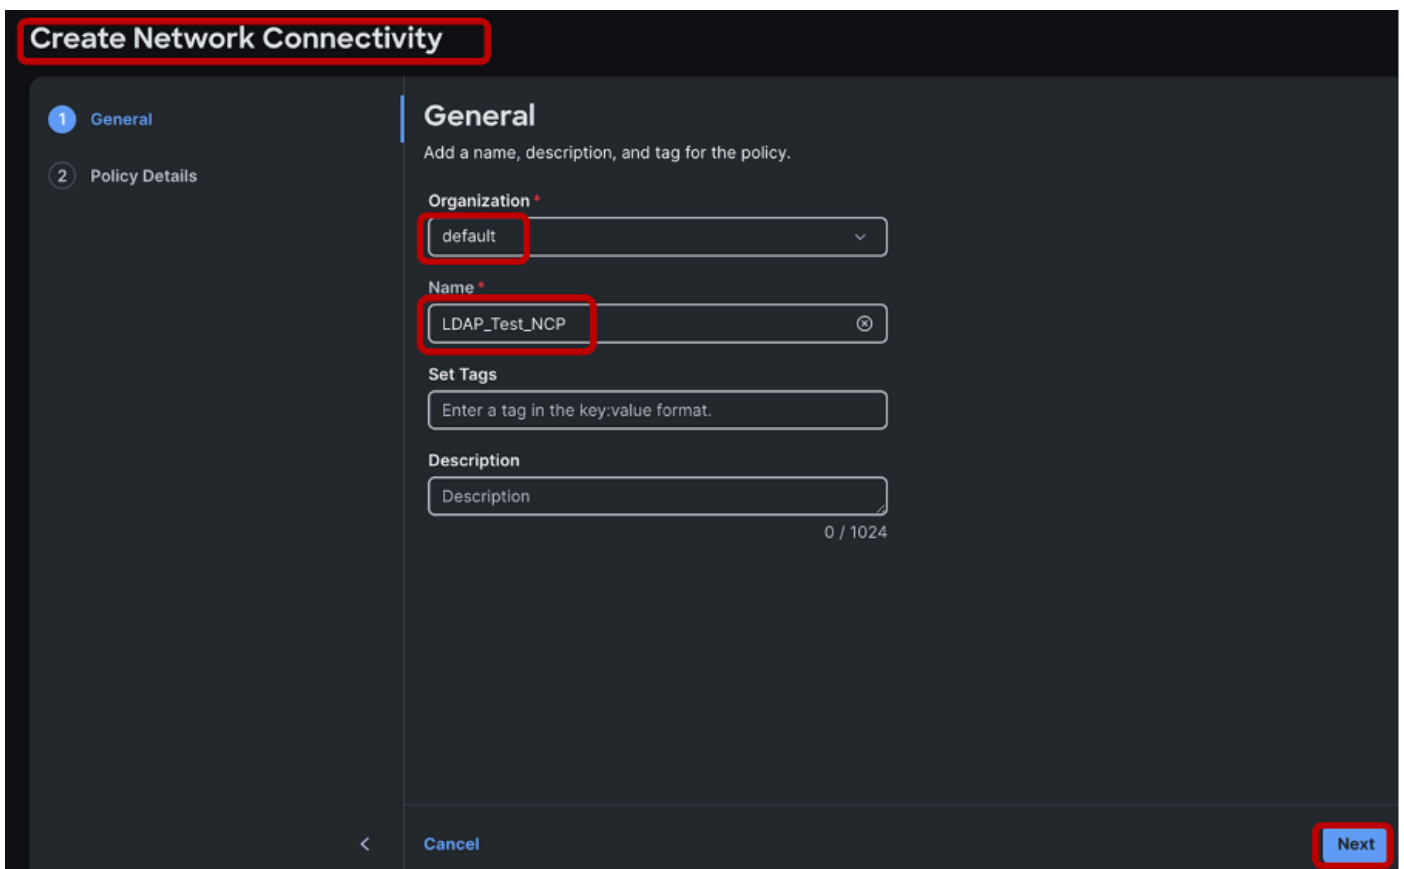 Create Network Connectivity
1 General
2 Policy Details
General
Add a name, description, and tag for the policy.
Organization *
default
Name *
LDAP_Test_NCP
Set Tags
Enter a tag in the key:value format.
Description
Description
0 / 1024
Cancel
Next